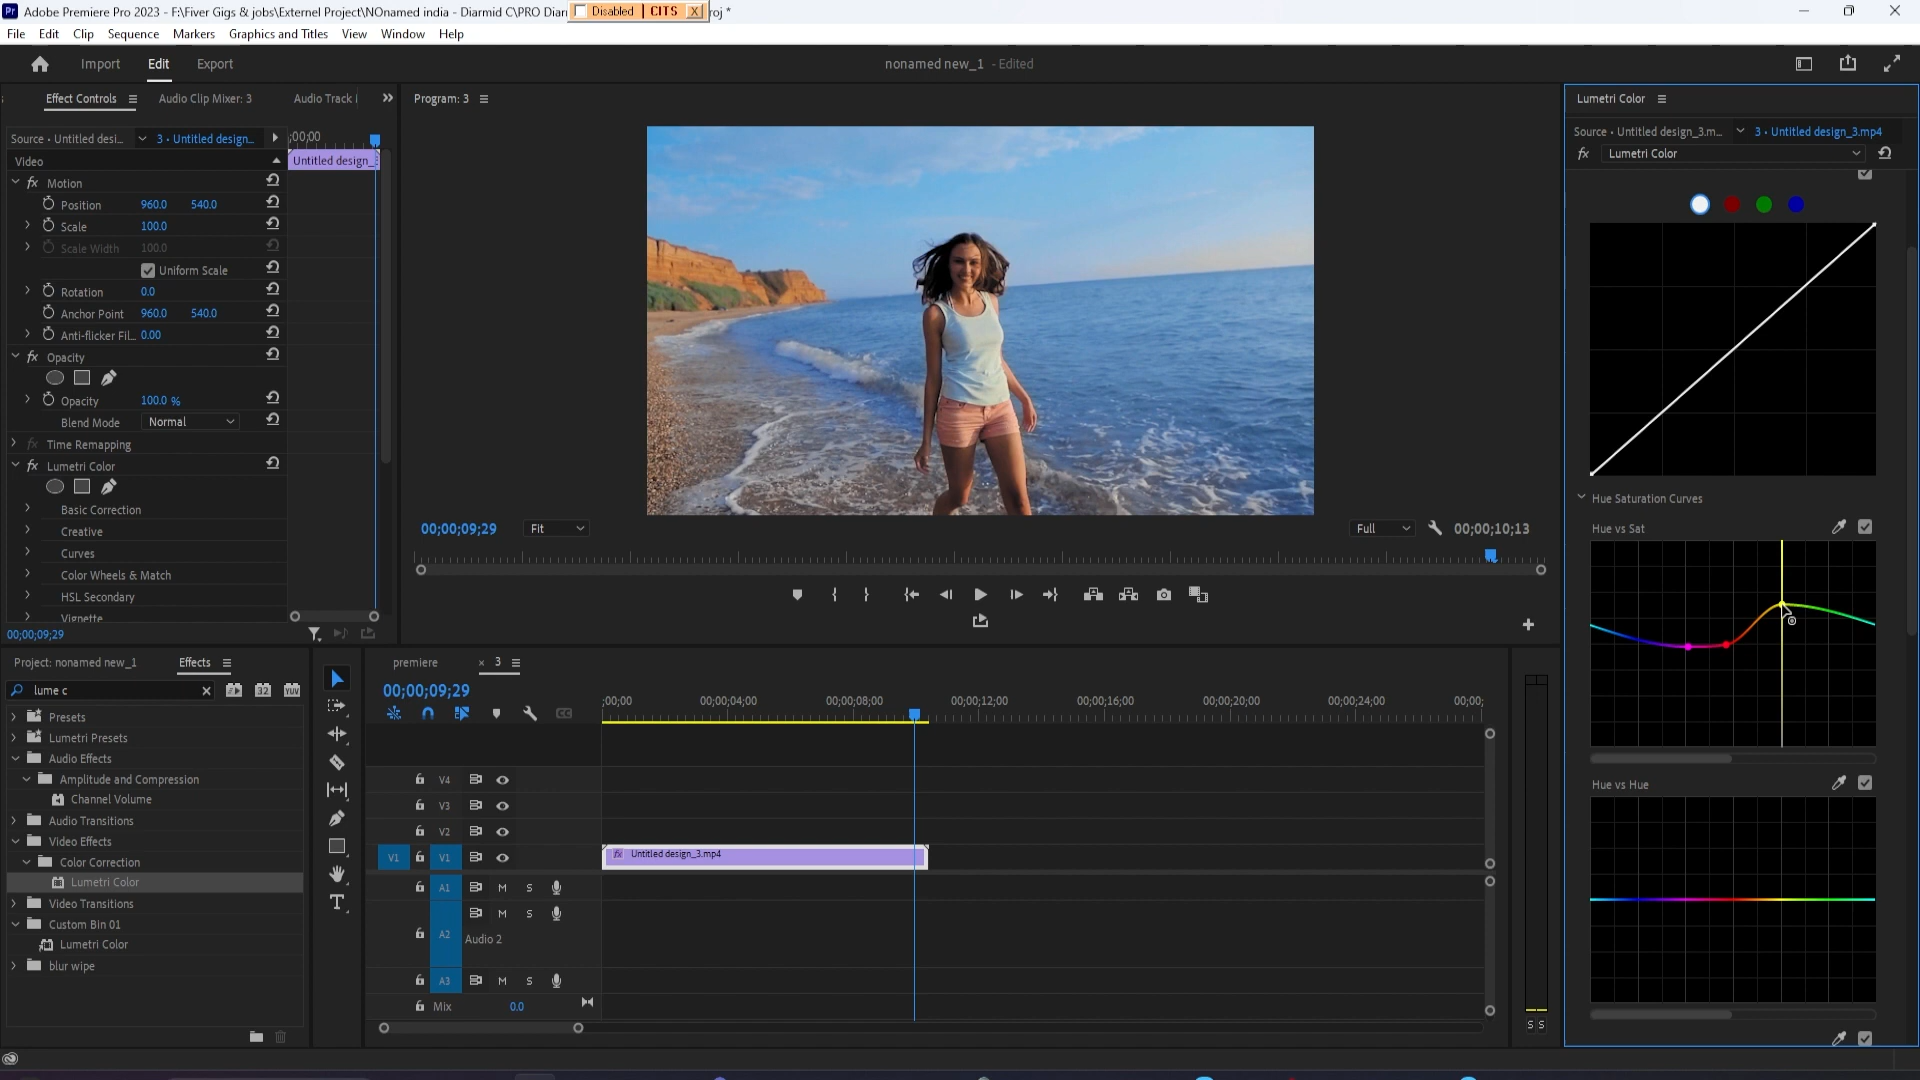 Adobe Premiere Pro 2023 - F:\Fiver Gigs & jobs\Externel Project\NOnamed india - Diarmid C\PRO Diarr
Disabled | CITS X
roj *
File Edit Clip Sequence Markers Graphics and Titles View Window Help
Import Edit Export
nonamed new_1 - Edited
Effect Controls
Audio Clip Mixer: 3
Audio Track I
Program: 3
Lumetri Color
Source • Untitled desi...
3 • Untitled design...
;00;00
Source • Untitled design_3.m...
3 • Untitled design_3.mp4
Video
Untitled design_
fx Lumetri Color
fx Motion
Position 960.0 540.0
Scale 100.0
Scale Width 100.0
Uniform Scale
Rotation 0.0
Anchor Point 960.0 540.0
Anti-flicker Fil... 0.00
fx Opacity
Opacity 100.0 %
Blend Mode Normal
fx Time Remapping
fx Lumetri Color
Basic Correction
Creative
Curves
Color Wheels & Match
HSL Secondary
Vignette
00;00;09;29
00;00;09;29
Fit
Full
00;00;10;13
Hue Saturation Curves
Hue vs Sat
Hue vs Hue
Project: nonamed new_1
Effects
lume c
32
YUV
Presets
Lumetri Presets
Audio Effects
Amplitude and Compression
Channel Volume
Audio Transitions
Video Effects
Color Correction
Lumetri Color
Video Transitions
Custom Bin 01
Lumetri Color
blur wipe
premiere
× 3
00;00;09;29
;00;00 00;00;04;00 00;00;08;00 00;00;12;00 00;00;16;00 00;00;20;00 00;00;24;00 00;00;
V4
V3
V2
V1 V1
fx Untitled design_3.mp4
A1 M S
A2 M S
Audio 2
A3 M S
Mix 0.0
S S